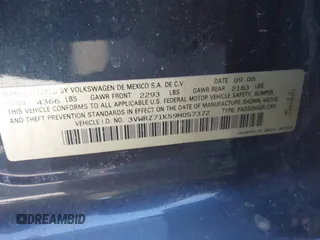 BY VOLKSWAGEN DE MEXICO S.A. DE C.V. 09.08
4366 LBS GAWR FRONT 2293 LBS GAWR REAR 2183 LBS
THIS VEHICLE CONFORMS TO ALL APPLICABLE U.S. FEDERAL MOTOR VEHICLE SAFETY, BUMPER,
AND THEFT PREVENTION STANDARDS IN EFFECT ON THE DATE OF MANUFACTURE SHOWN ABOVE.
VEHICLE I.D. NO.: 3VWRZ71K59M057372 TYPE: PASSENGER CAR
DREAMBID